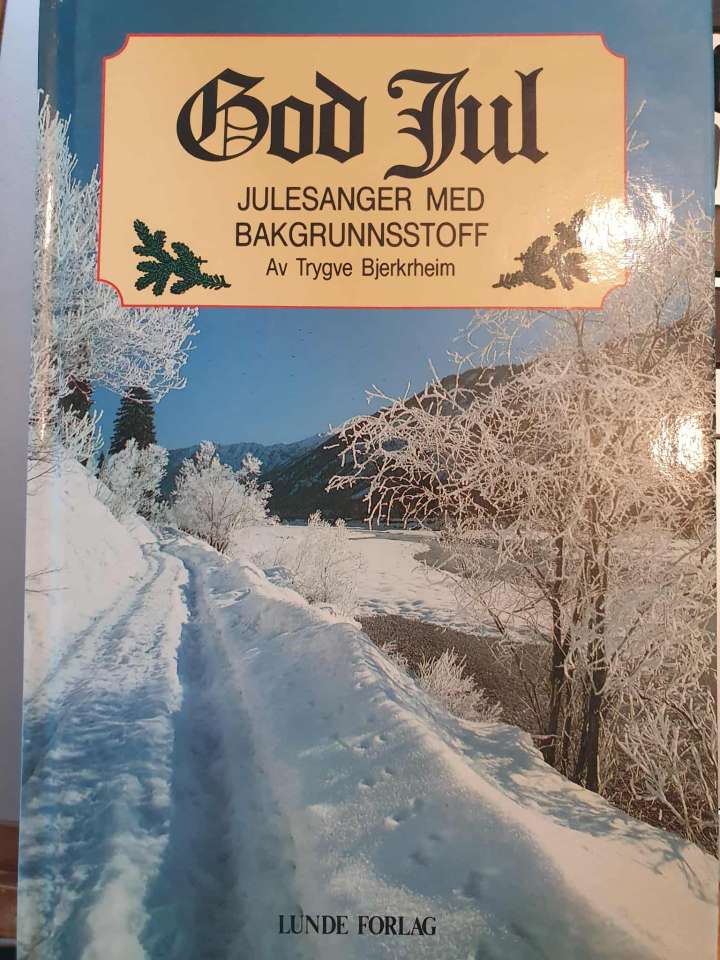 God Jul
JULESANGER MED
BAKGRUNNSSTOFF
Av Trygve Bjerkrheim
LUNDE FORLAG